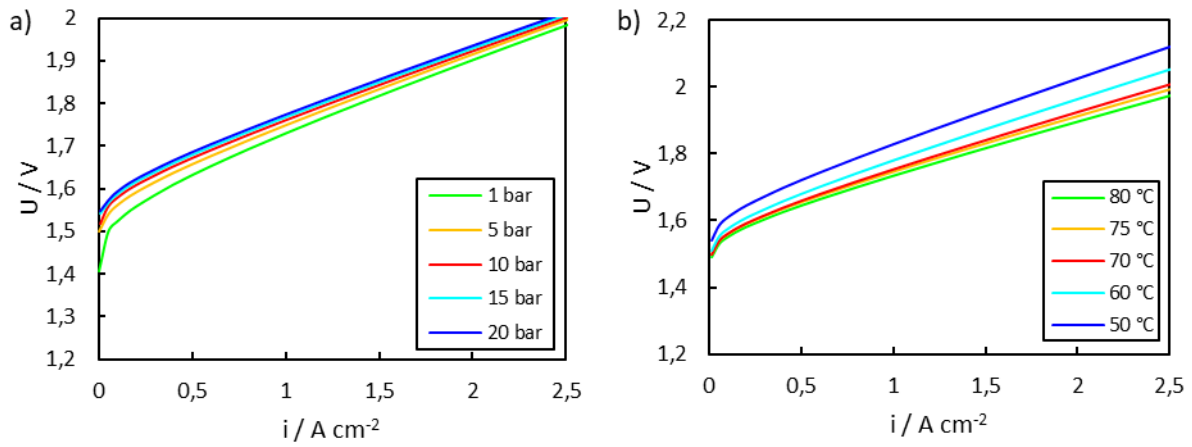 a)
2
1,9
1,8
1,7
1,6
1,5
1,4
1,3
1,2
U / V
0
0,5
1
1,5
2
2,5
i / A cm-2
1 bar
5 bar
10 bar
15 bar
20 bar
b)
2,2
2
1,8
1,6
1,4
1,2
U / V
0
0,5
1
1,5
2
2,5
i / A cm-2
80 °C
75 °C
70 °C
60 °C
50 °C